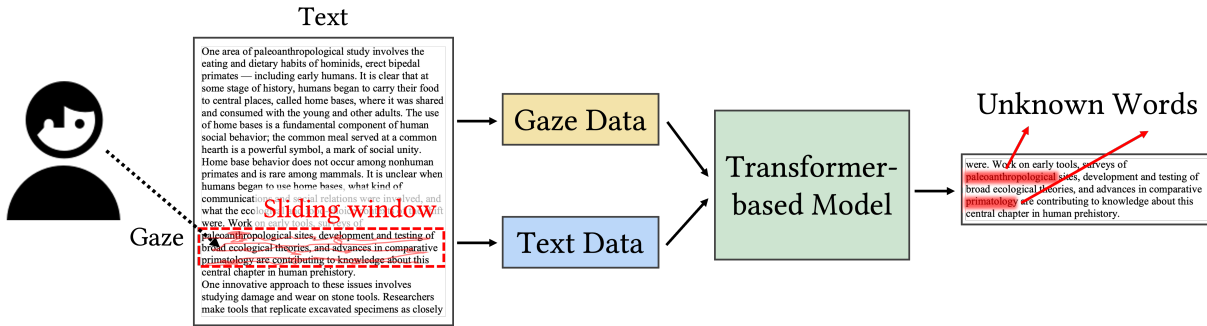 Text
One area of paleoanthropological study involves the
eating and dietary habits of hominids, erect bipedal
primates — including early humans. It is clear that at
some stage of history, humans began to carry their food
to central places, called home bases, where it was shared
and consumed with the young and other adults. The use
of home bases is a fundamental component of human
social behavior; the common meal served at a common
hearth is a powerful symbol, a mark of social unity.
Home base behavior does not occur among nonhuman
primates and is rare among mammals. It is unclear when
humans began to use home bases, what kind of
communications and social relations were involved, and
what the
Sliding window
were. Work on early tools, surveys of
paleoanthropological sites, development and testing of
broad ecological theories, and advances in comparative
primatology are contributing to knowledge about this
central chapter in human prehistory.
One innovative approach to these issues involves
studying damage and wear on stone tools. Researchers
make tools that replicate excavated specimens as closely
Gaze
Gaze Data
Text Data
Transformer-
based Model
Unknown Words
were. Work on early tools, surveys of
paleoanthropological sites, development and testing of
broad ecological theories, and advances in comparative
primatology are contributing to knowledge about this
central chapter in human prehistory.